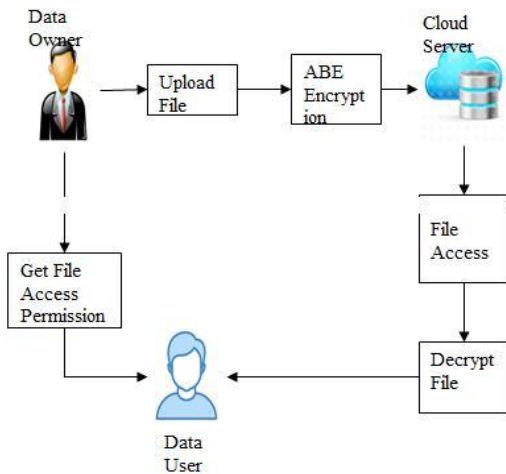 Data
Owner
Upload
File
ABE
Encrypt
ion
Cloud
Server
File
Access
Get File
Access
Permission
Decrypt
File
Data
User